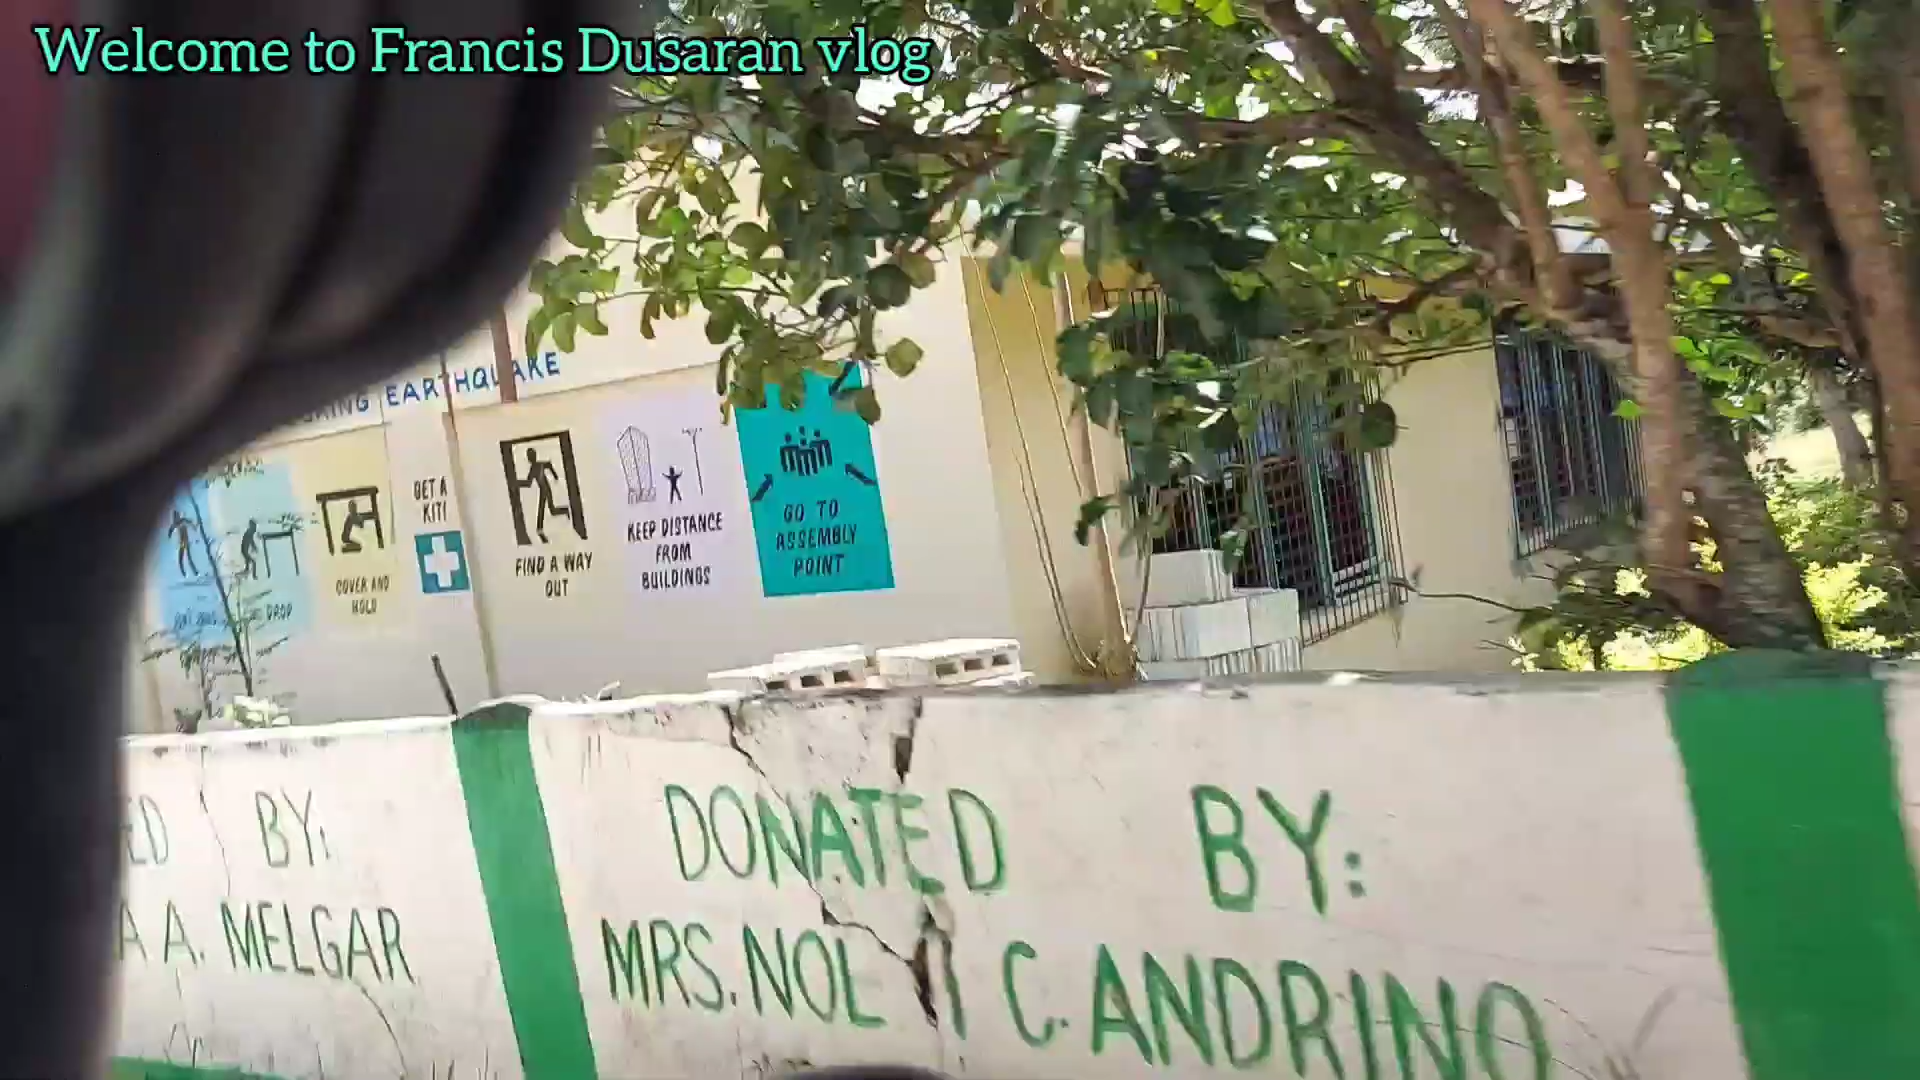 Welcome to Francis Dusaran vlog
EARTHQUAKE
DROP
COVER AND
HOLD
GET A
KIT!
FIND A WAY
OUT
KEEP DISTANCE
FROM
BUILDINGS
GO TO
ASSEMBLY
POINT
BY:
A A. MELGAR
DONATED BY:
MRS. C. ANDRINO